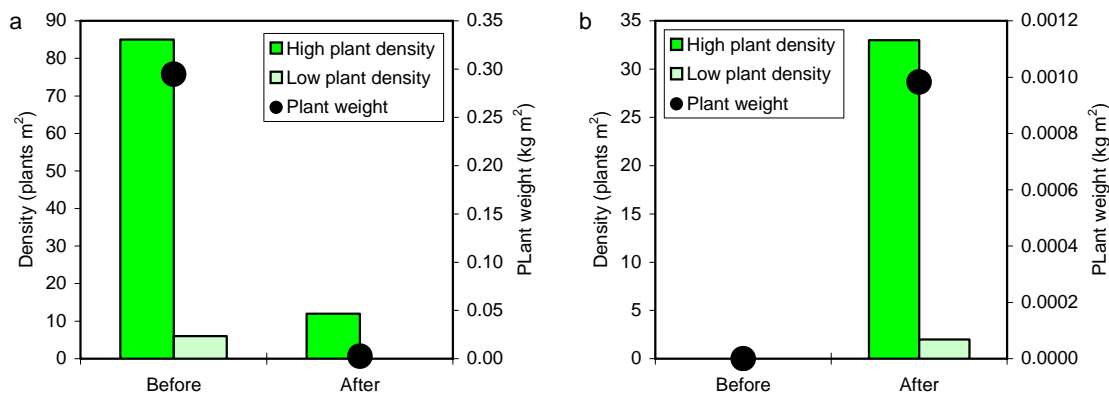 a
Density (plants m²)
90
80
70
60
50
40
30
20
10
0
High plant density
Low plant density
Plant weight
0.35
0.30
0.25
0.20
0.15
0.10
0.05
0.00
PLant weight (kg m²)
Before After
b
Density (plants m²)
35
30
25
20
15
10
5
0
High plant density
Low plant density
Plant weight
0.0012
0.0010
0.0008
0.0006
0.0004
0.0002
0.0000
PLant weight (kg m²)
Before After